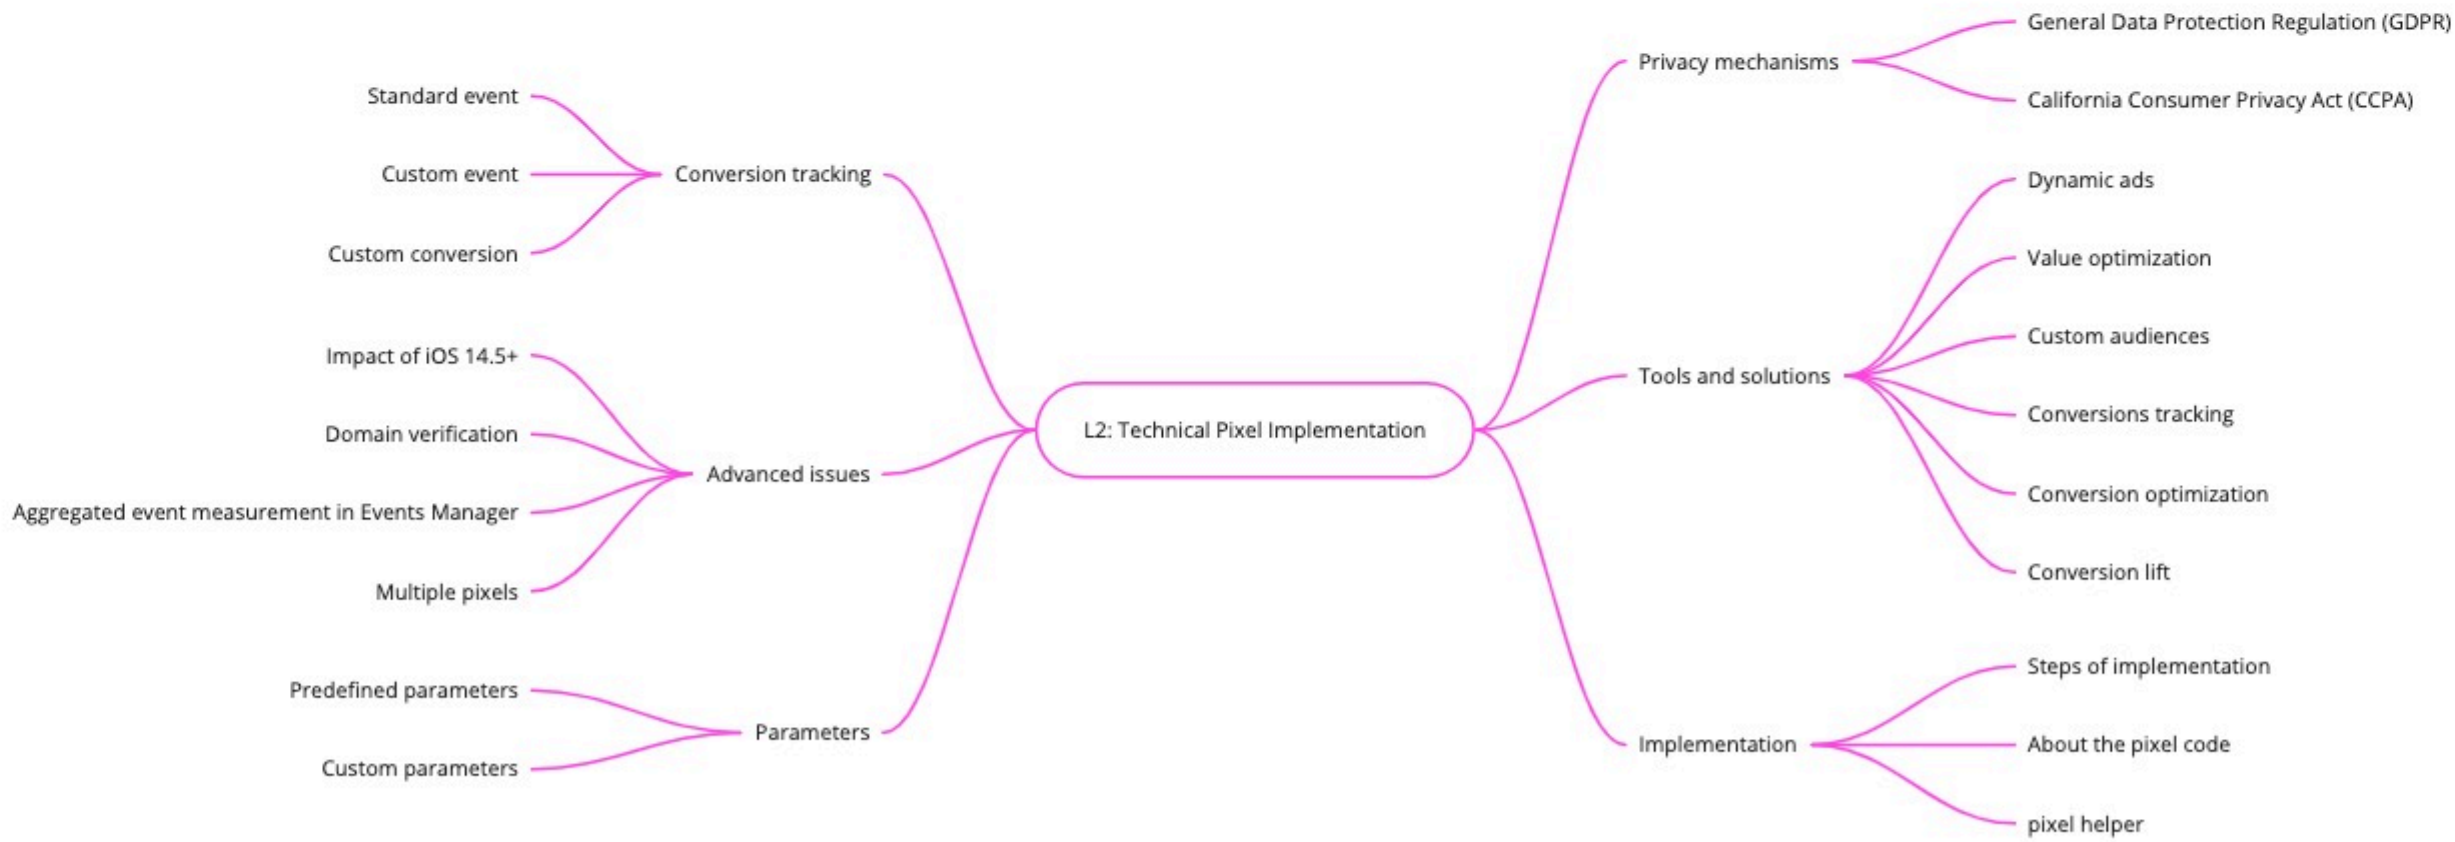 L2: Technical Pixel Implementation
Conversion tracking
Standard event
Custom event
Custom conversion
Advanced issues
Impact of iOS 14.5+
Domain verification
Aggregated event measurement in Events Manager
Multiple pixels
Parameters
Predefined parameters
Custom parameters
Privacy mechanisms
General Data Protection Regulation (GDPR)
California Consumer Privacy Act (CCPA)
Tools and solutions
Dynamic ads
Value optimization
Custom audiences
Conversions tracking
Conversion optimization
Conversion lift
Implementation
Steps of implementation
About the pixel code
pixel helper